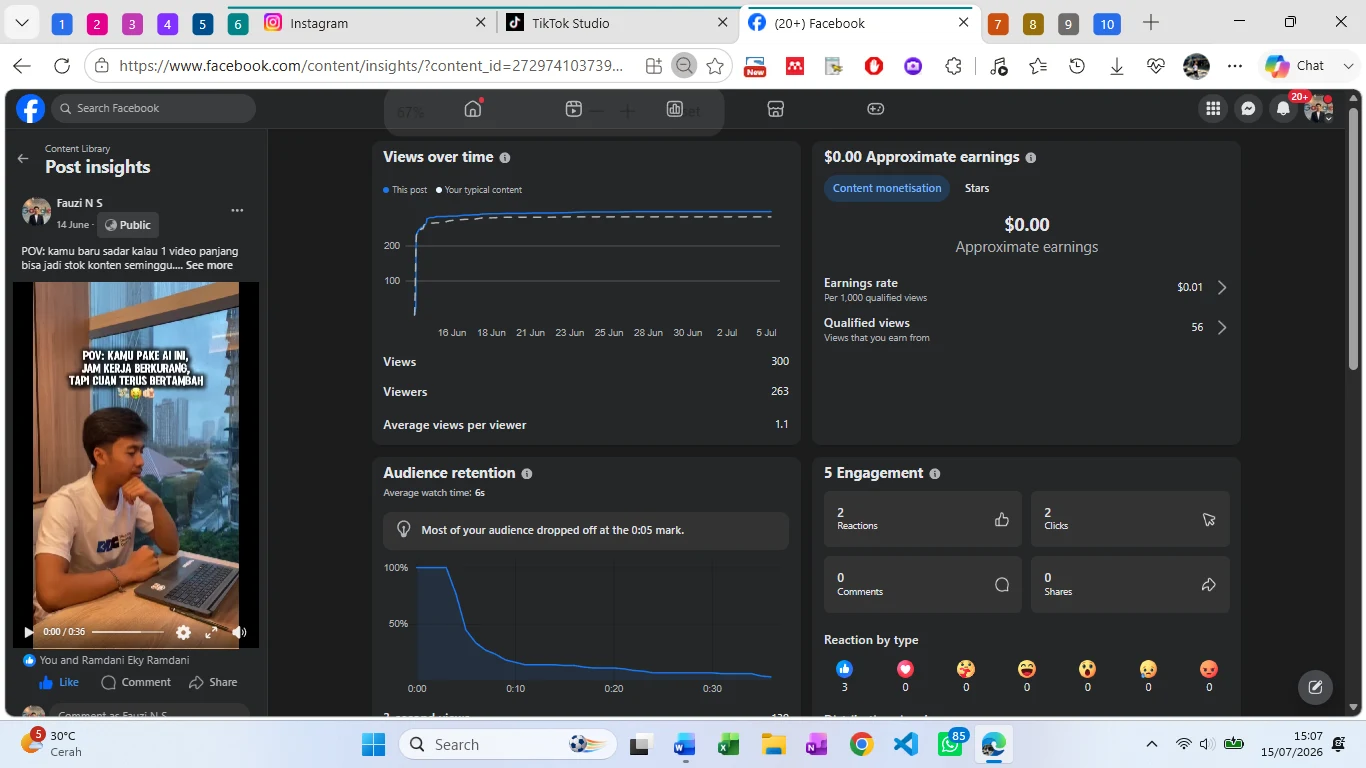 1
2
3
4
5
6
Instagram
TikTok Studio
(20+) Facebook
7
8
9
10
https://www.facebook.com/content/insights/?content_id=272974103739...
New
Chat
Search Facebook
67%
20+
Content Library
Post insights
Fauzi N S
14 June ·
Public
POV: kamu baru sadar kalau 1 video panjang
bisa jadi stok konten seminggu.... See more
POV: KAMU PAKE AI INI,
JAM KERJA BERKURANG,
TAPI CUAN TERUS BERTAMBAH
0:00 / 0:36
You and Ramdani Eky Ramdani
Like
Comment
Share
Comment as Fauzi N S
Views over time
This post
Your typical content
200
100
16 Jun
18 Jun
21 Jun
23 Jun
25 Jun
28 Jun
30 Jun
2 Jul
5 Jul
Views
300
Viewers
263
Average views per viewer
1.1
$0.00 Approximate earnings
Content monetisation
Stars
$0.00
Approximate earnings
Earnings rate
Per 1,000 qualified views
$0.01
Qualified views
Views that you earn from
56
Audience retention
Average watch time: 6s
Most of your audience dropped off at the 0:05 mark.
100%
50%
0:00
0:10
0:20
0:30
5 Engagement
2
Reactions
2
Clicks
0
Comments
0
Shares
Reaction by type
3
0
0
0
0
0
0
5
30°C
Cerah
Search
85
15:07
15/07/2026